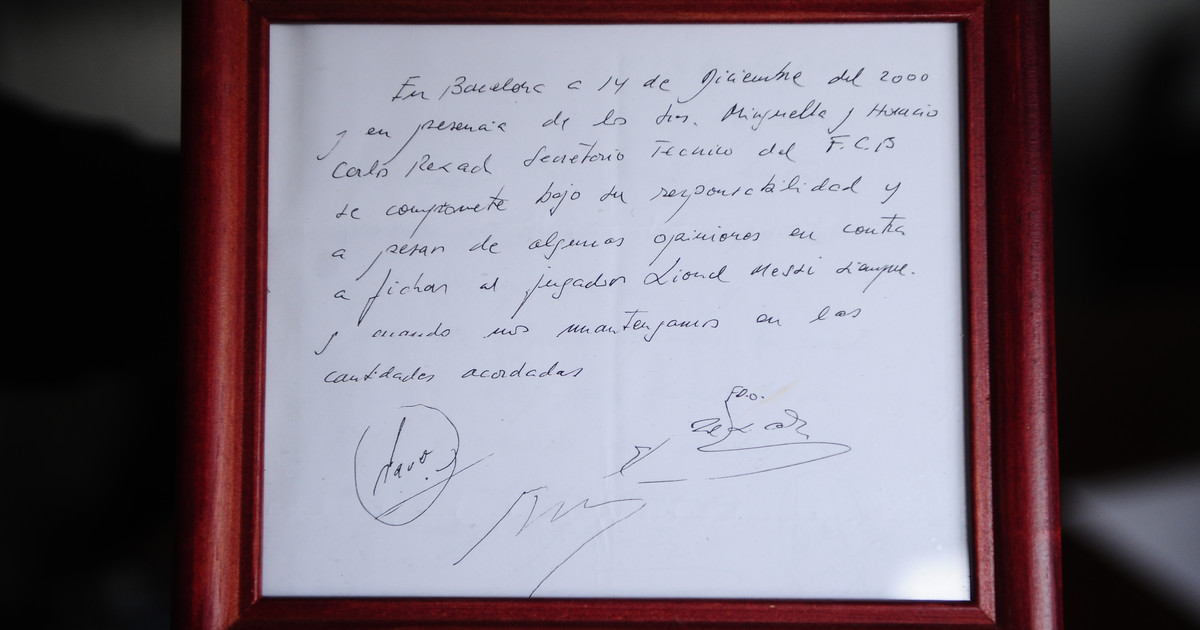 En Barcelona a 14 de Diciembre del 2000
y en presencia de los Sres. Minguella y Horacio
Carlos Rexach Secretario Tecnico del F.C.B
se compromete bajo su responsabilidad y
a pesar de algunas opiniones en contra
a fichar al jugador Lionel Messi siempre
y cuando nos mantengamos en las
cantidades acordadas
FDO.